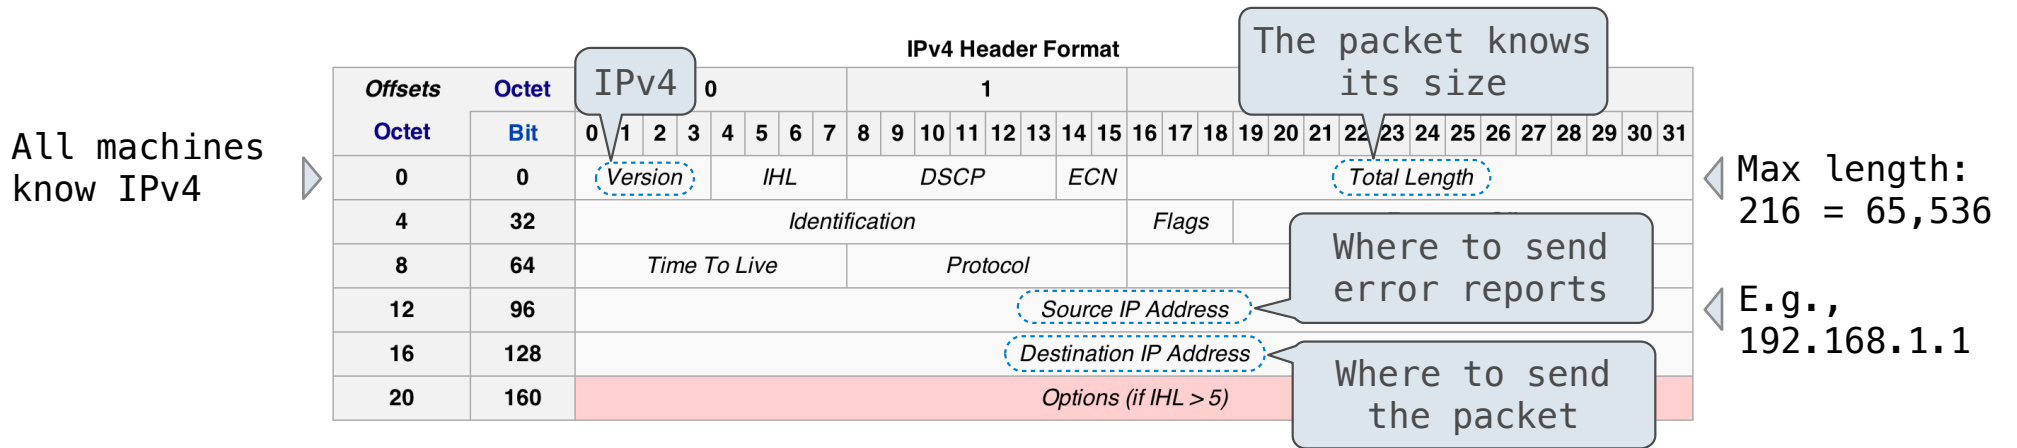 IPv4 Header Format
The packet knows
its size
IPv4
Offsets Octet 0 1
Octet Bit 0 1 2 3 4 5 6 7 8 9 10 11 12 13 14 15 16 17 18 19 20 21 22 23 24 25 26 27 28 29 30 31
All machines
know IPv4
0 0 Version IHL DSCP ECN Total Length
Max length:
216 = 65,536
4 32 Identification Flags
8 64 Time To Live Protocol
Where to send
error reports
12 96 Source IP Address
E.g.,
192.168.1.1
16 128 Destination IP Address
Where to send
the packet
20 160 Options (if IHL > 5)